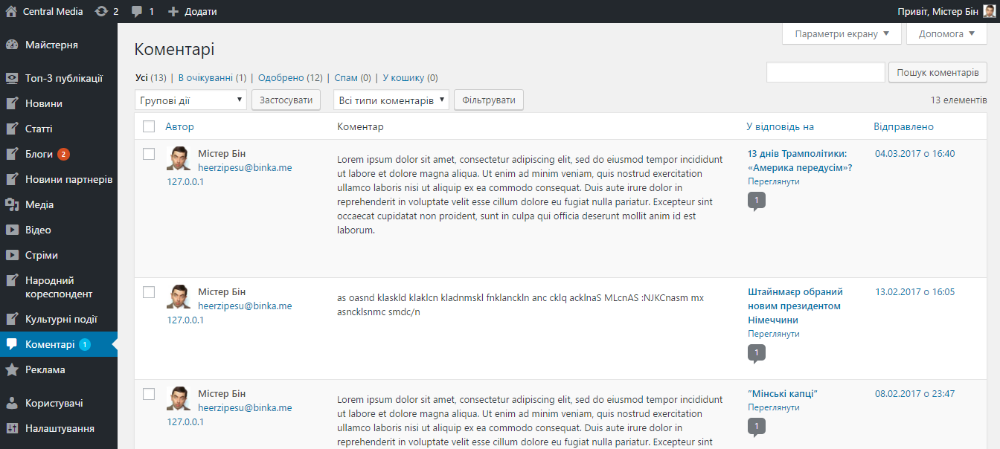 Central Media 2 1 Додати Привіт, Містер Бін
Параметри екрану Допомога
Майстерня
Топ-3 публікації
Новини
Статті
Блоги 2
Новини партнерів
Медіа
Відео
Стріми
Народний
кореспондент
Культурні події
Коментарі 1
Реклама
Користувачі
Налаштування
Коментарі
Усі (13) | В очікуванні (1) | Одобрено (12) | Спам (0) | У кошику (0)
Пошук коментарів
Групові дії Застосувати Всі типи коментарів Фільтрувати
13 елементів
Автор Коментар У відповідь на Відправлено
Містер Бін
heerzipesu@binka.me
127.0.0.1
Lorem ipsum dolor sit amet, consectetur adipiscing elit, sed do eiusmod tempor incididunt
ut labore et dolore magna aliqua. Ut enim ad minim veniam, quis nostrud exercitation
ullamco laboris nisi ut aliquip ex ea commodo consequat. Duis aute irure dolor in
reprehenderit in voluptate velit esse cillum dolore eu fugiat nulla pariatur. Excepteur sint
occaecat cupidatat non proident, sunt in culpa qui officia deserunt mollit anim id est
laborum.
13 днів Трамполітики:
«Америка передусім»?
Переглянути
1
04.03.2017 о 16:40
Містер Бін
heerzipesu@binka.me
127.0.0.1
as oasnd klaskld klaklcn kladnmskl fnklanckln anc cklq acklnaS MLcnAS :NJKCnasm mx
asncklsnmc smdc/n
Штайнмаєр обраний
новим президентом
Німеччини
Переглянути
1
13.02.2017 о 16:05
Містер Бін
heerzipesu@binka.me
127.0.0.1
Lorem ipsum dolor sit amet, consectetur adipiscing elit, sed do eiusmod tempor incididunt
ut labore et dolore magna aliqua. Ut enim ad minim veniam, quis nostrud exercitation
ullamco laboris nisi ut aliquip ex ea commodo consequat. Duis aute irure dolor in
reprehenderit in voluptate velit esse cillum dolore eu fugiat nulla pariatur. Excepteur sint
"Мінські капці"
Переглянути
1
08.02.2017 о 23:47